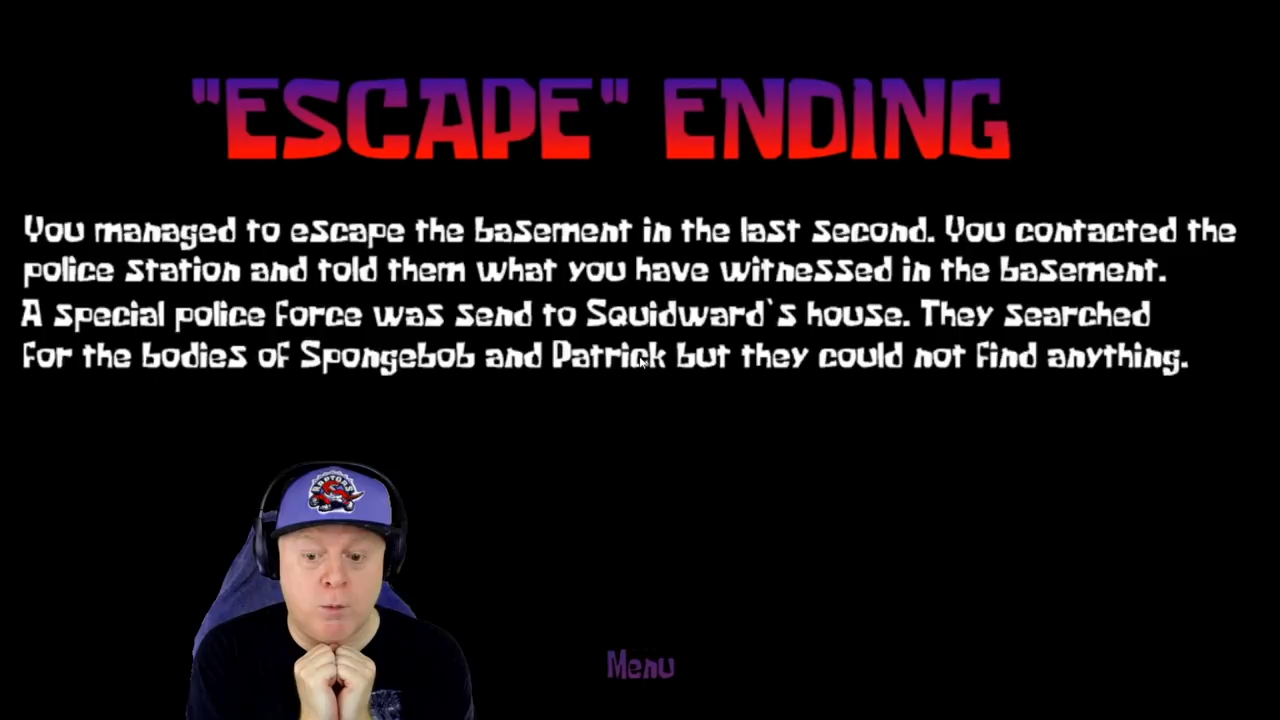 "ESCAPE" ENDING
You managed to escape the basement in the last second. You contacted the
police station and told them what you have witnessed in the basement.
A special police force was send to Squidward`s house. They searched
for the bodies of Spongebob and Patrick but they could not find anything.
RAPTORS
Menu